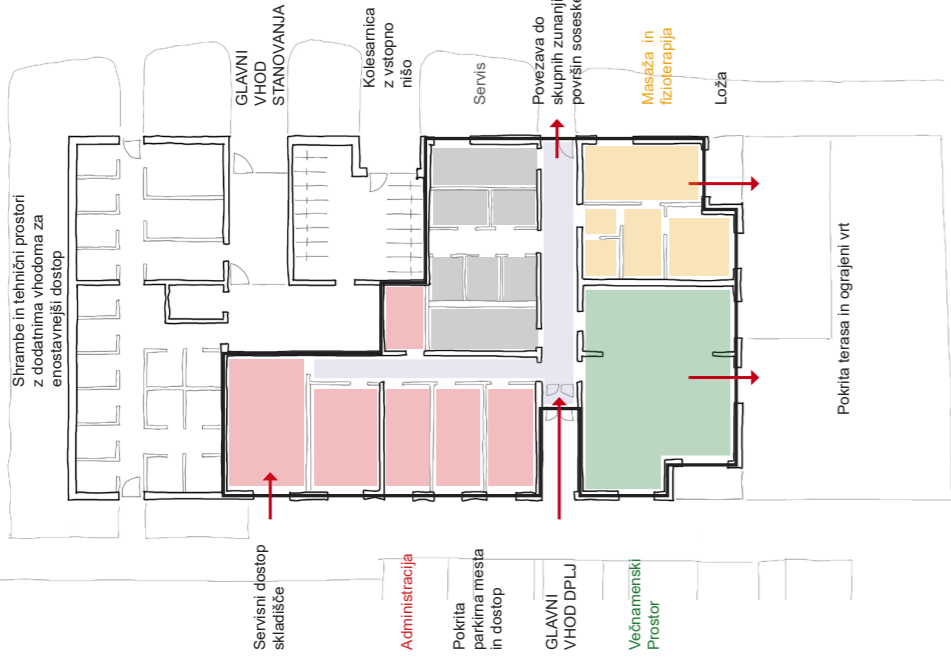 Shrambe in tehnični prostori
z dodatnima vhodoma za
enostavnejši dostop
GLAVNI
VHOD
STANOVANJA
Kolesarnica
z vstopno
nišo
Servis
Povezava do
skupnih zunanji
površin soseske
Masaža in
fizioterapija
Loža
Servisni dostop
skladišče
Administracija
Pokrita
parkirna mesta
in dostop
GLAVNI
VHOD DPLJ
Večnamenski
Prostor
Pokrita terasa in ograjeni vrt